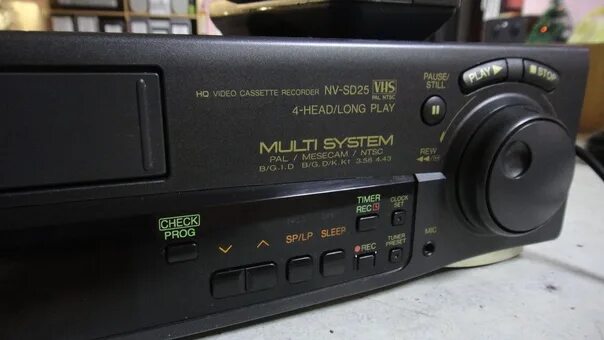 HQ VIDEO CASSETTE RECORDER NV-SD25 VHS
PAL NTSC
4-HEAD/LONG PLAY
MULTI SYSTEM
PAL / MESECAM / NTSC
B/G.I.D B/G.D/K.K1 3.58 4.43
PAUSE/
STILL
PLAY
STOP
REW
CHECK
PROG
SP/LP
SLEEP
TIMER
REC
CLOCK
SET
REC
TUNER
PRESET
MIC